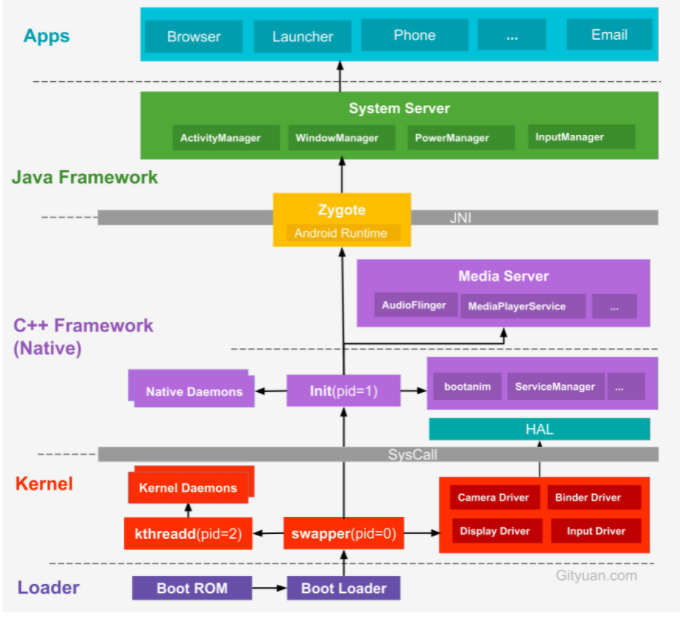 Apps
Browser
Launcher
Phone
...
Email
System Server
ActivityManager
WindowManager
PowerManager
InputManager
Java Framework
Zygote
Android Runtime
JNI
Media Server
AudioFlinger
MediaPlayerService
...
C++ Framework
(Native)
Native Daemons
Init(pid=1)
bootanim
ServiceManager
...
HAL
SysCall
Kernel
Kernel Daemons
Camera Driver
Binder Driver
kthreadd(pid=2)
swapper(pid=0)
Display Driver
Input Driver
Gityuan.com
Loader
Boot ROM
Boot Loader